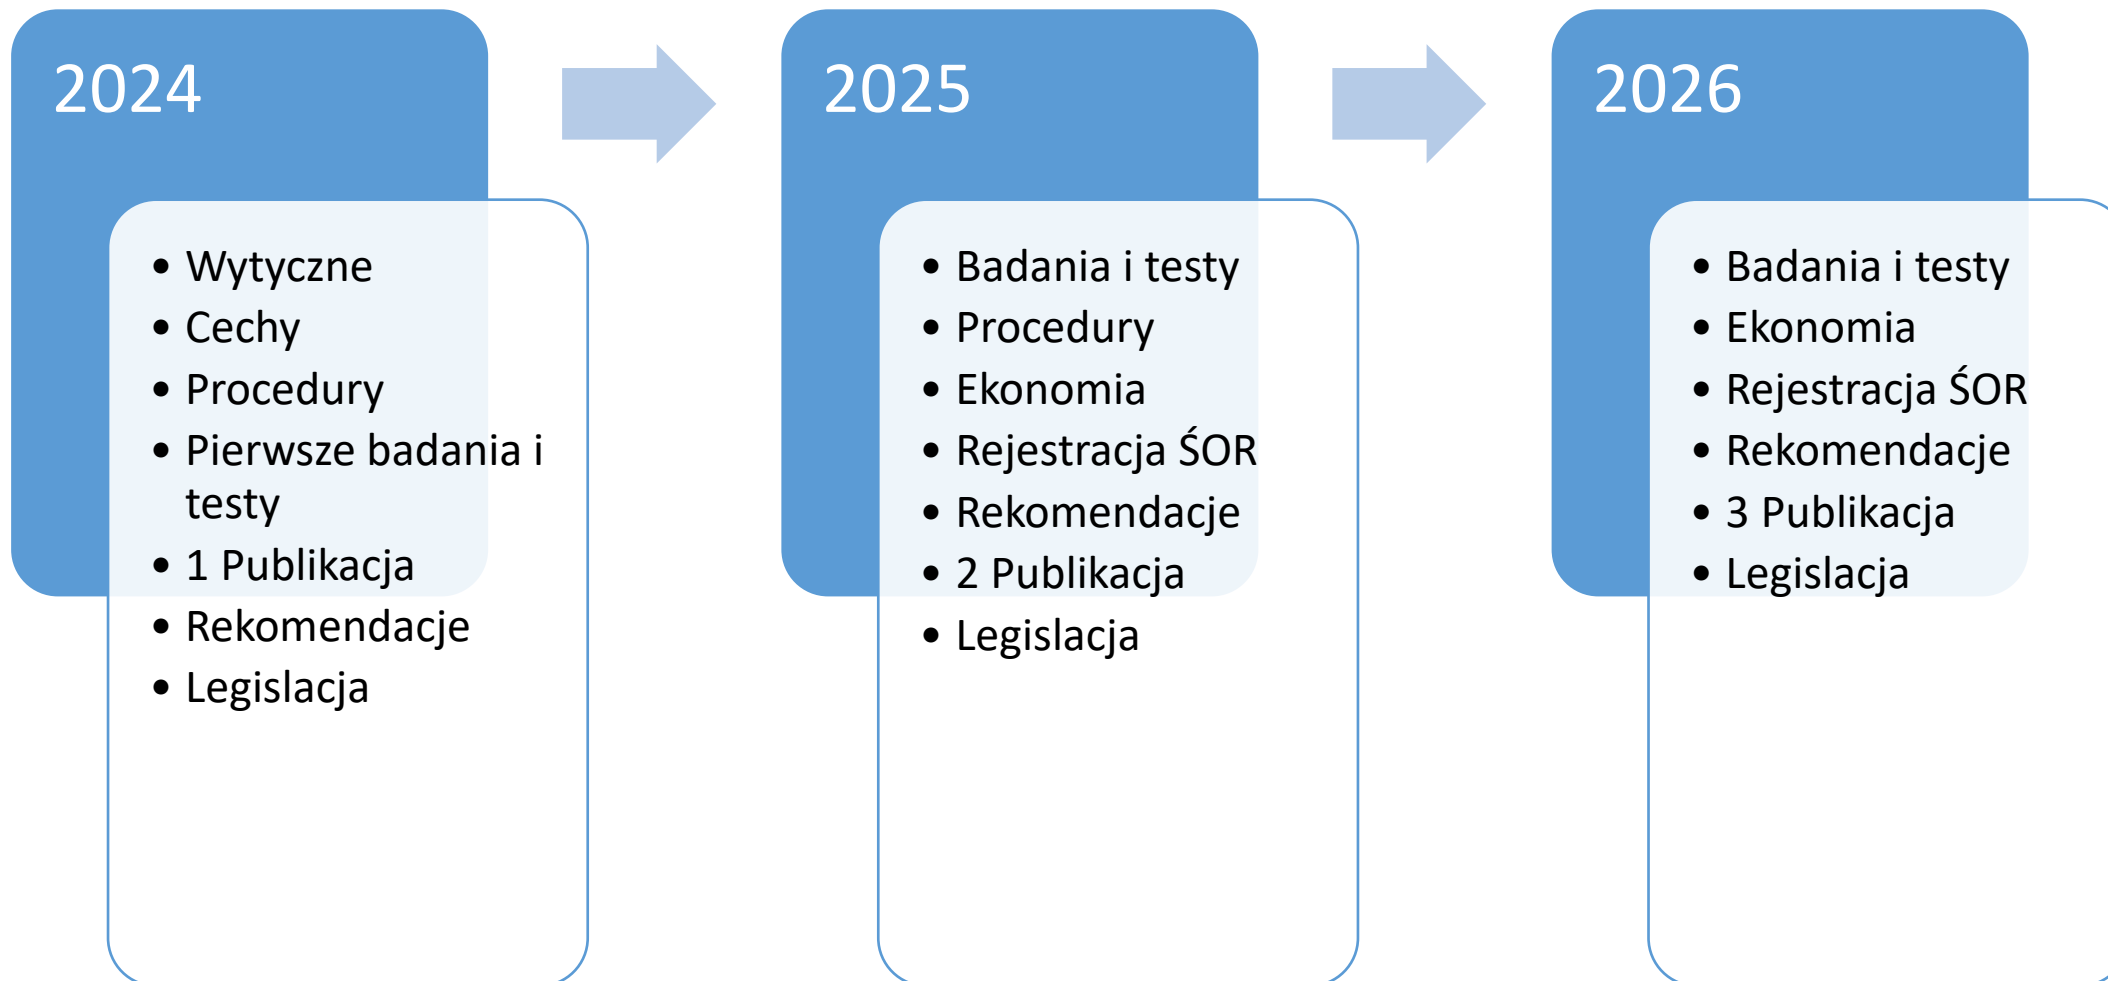 2024
• Wytyczne
• Cechy
• Procedury
• Pierwsze badania i
testy
• 1 Publikacja
• Rekomendacje
• Legislacja
2025
• Badania i testy
• Procedury
• Ekonomia
• Rejestracja ŚOR
• Rekomendacje
• 2 Publikacja
• Legislacja
2026
• Badania i testy
• Ekonomia
• Rejestracja ŚOR
• Rekomendacje
• 3 Publikacja
• Legislacja